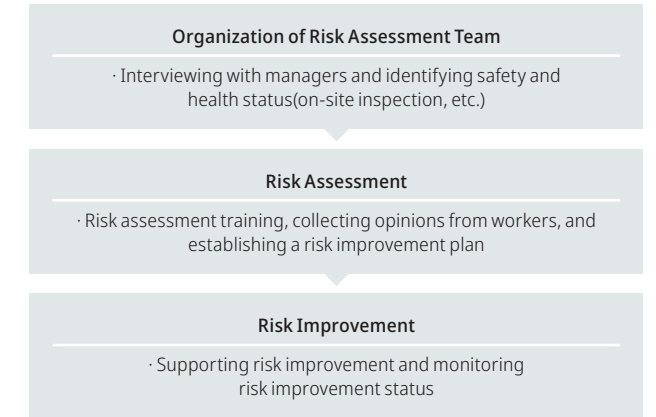 Organization of Risk Assessment Team
· Interviewing with managers and identifying safety and
health status(on-site inspection, etc.)
Risk Assessment
· Risk assessment training, collecting opinions from workers, and
establishing a risk improvement plan
Risk Improvement
· Supporting risk improvement and monitoring
risk improvement status